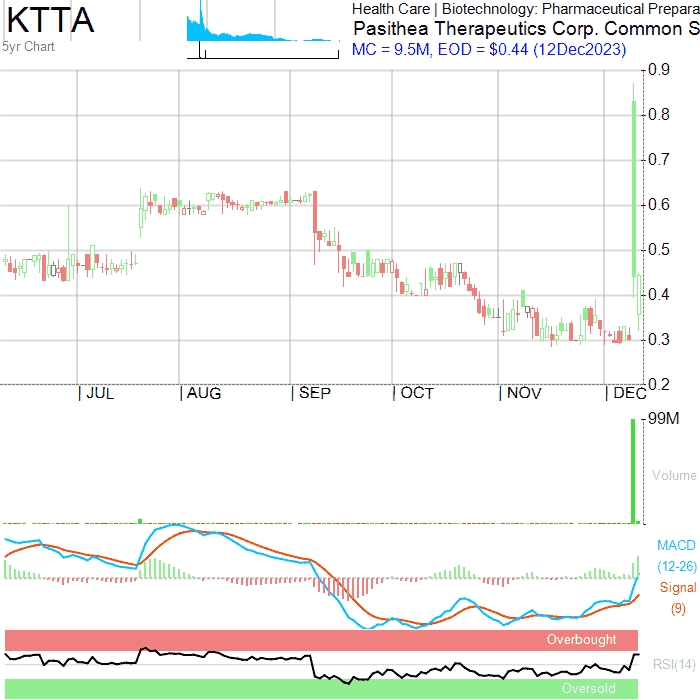 KTTA
5yr Chart
Health Care | Biotechnology: Pharmaceutical Prepara
Pasithea Therapeutics Corp. Common S
MC = 9.5M, EOD = $0.44 (12Dec2023)
0.9
0.8
0.7
0.6
0.5
0.4
0.3
0.2
| JUL | AUG | SEP | OCT | NOV | DEC
99M
Volume
MACD
(12-26)
Signal
(9)
Overbought
RSI(14)
Oversold